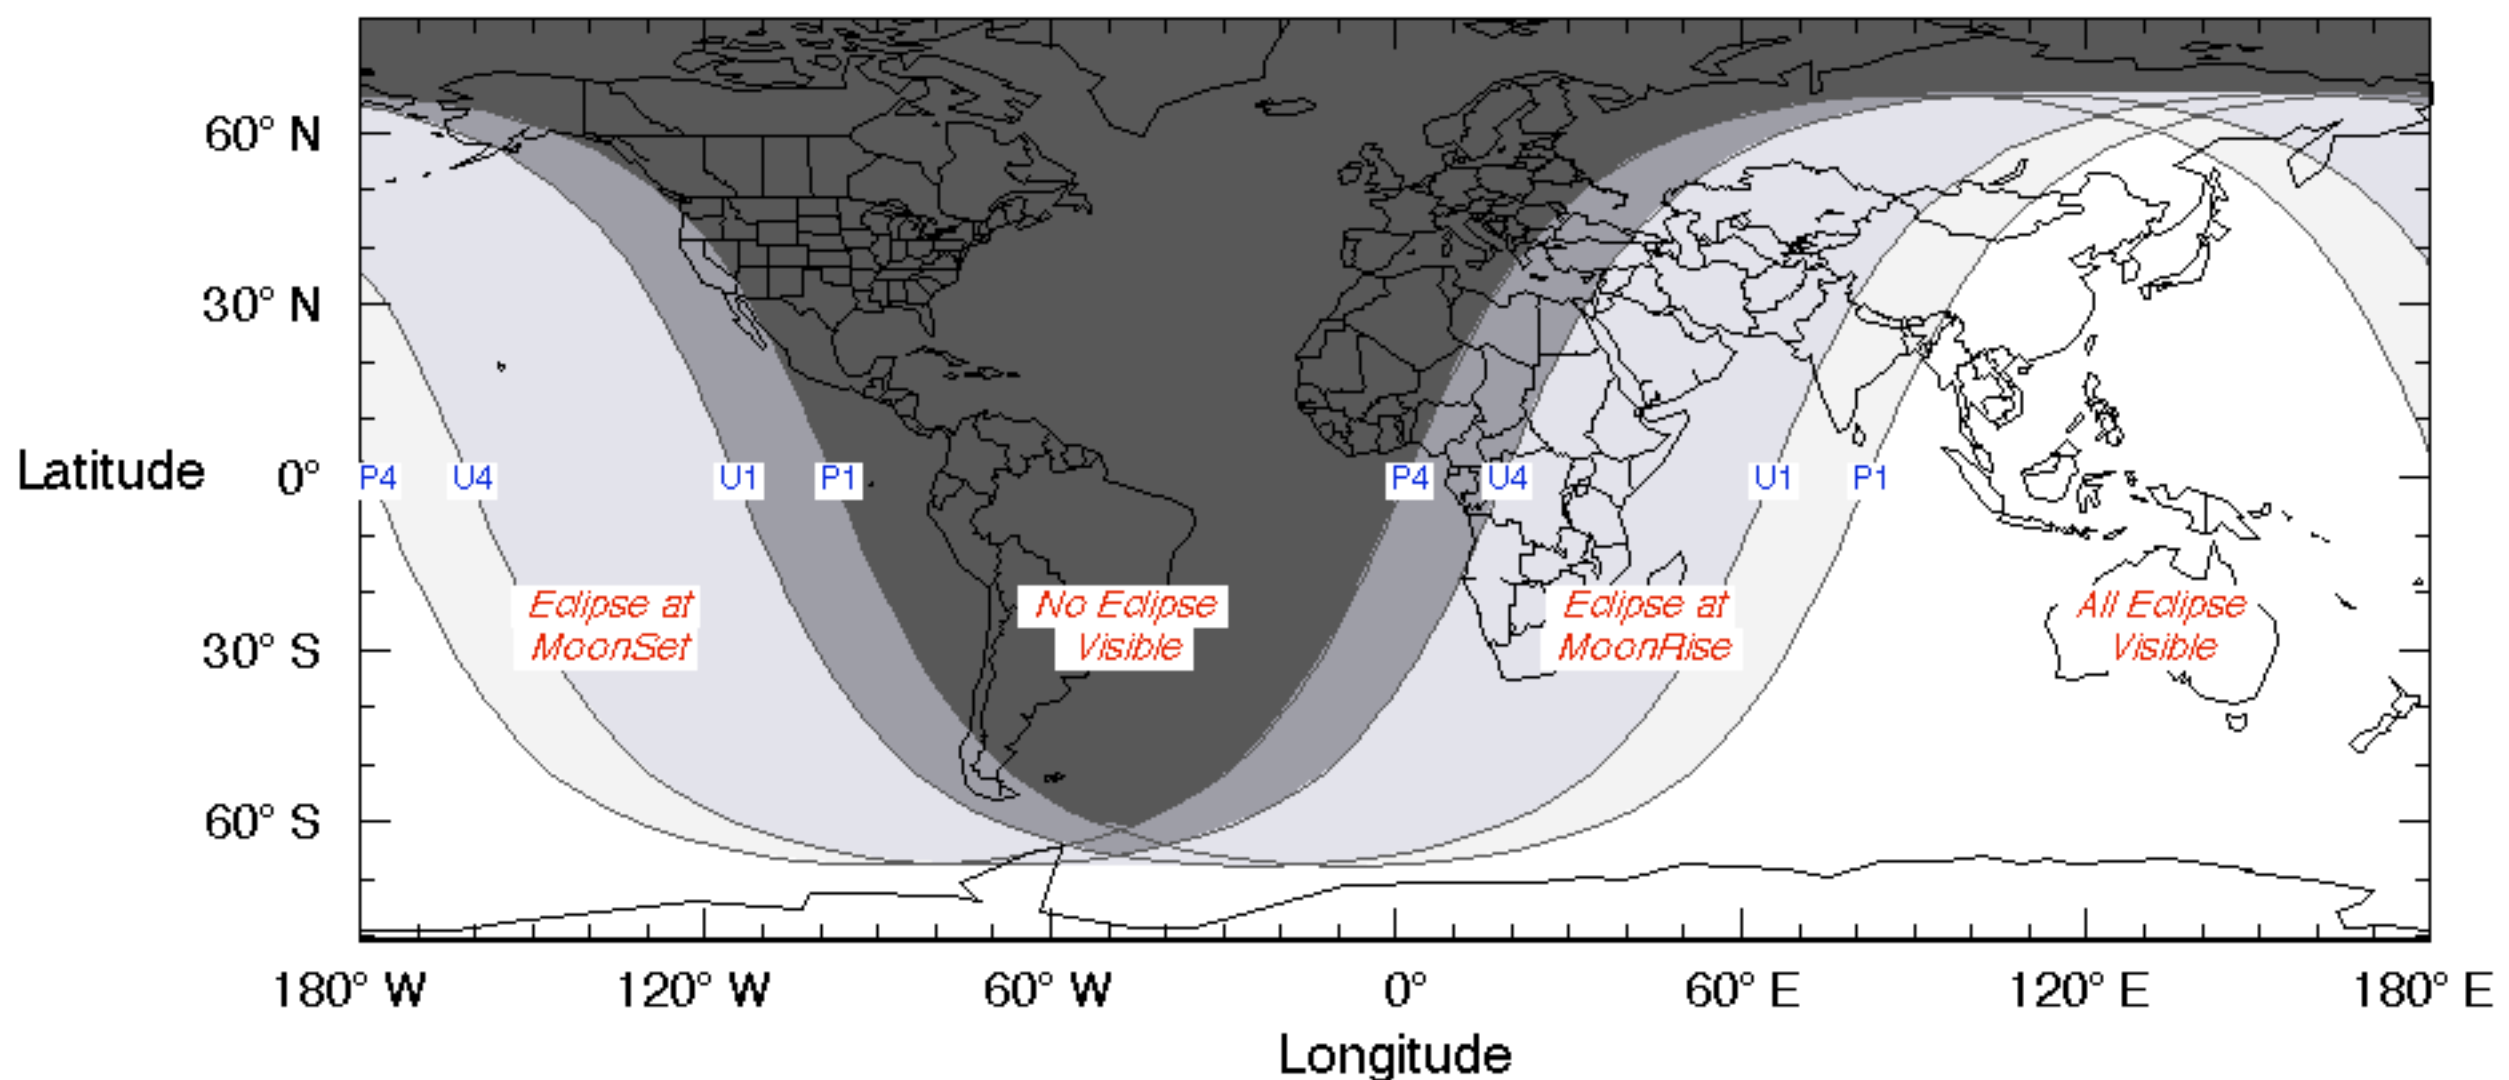 60° N
30° N
Latitude 0°
P4 U4 U1 P1 P4 U4 U1 P1
Eclipse at
MoonSet
No Eclipse
Visible
Eclipse at
MoonRise
All Eclipse
Visible
30° S
60° S
180° W 120° W 60° W 0° 60° E 120° E 180° E
Longitude